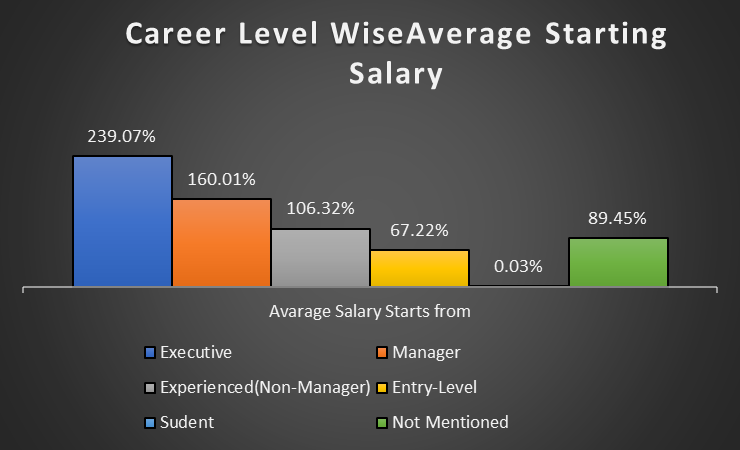 Career Level WiseAverage Starting
Salary
239.07%
160.01%
106.32%
67.22%
0.03%
89.45%
Avarage Salary Starts from
Executive
Manager
Experienced(Non-Manager)
Entry-Level
Sudent
Not Mentioned